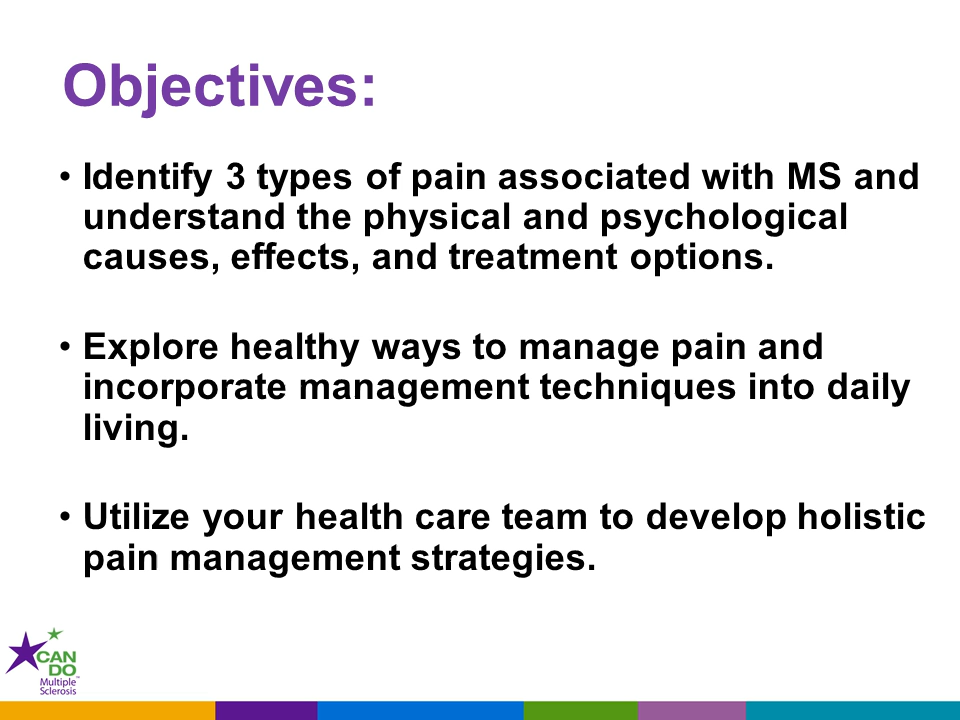 Objectives:
• Identify 3 types of pain associated with MS and
understand the physical and psychological
causes, effects, and treatment options.
• Explore healthy ways to manage pain and
incorporate management techniques into daily
living.
• Utilize your health care team to develop holistic
pain management strategies.
CAN
DO™
Multiple
Sclerosis